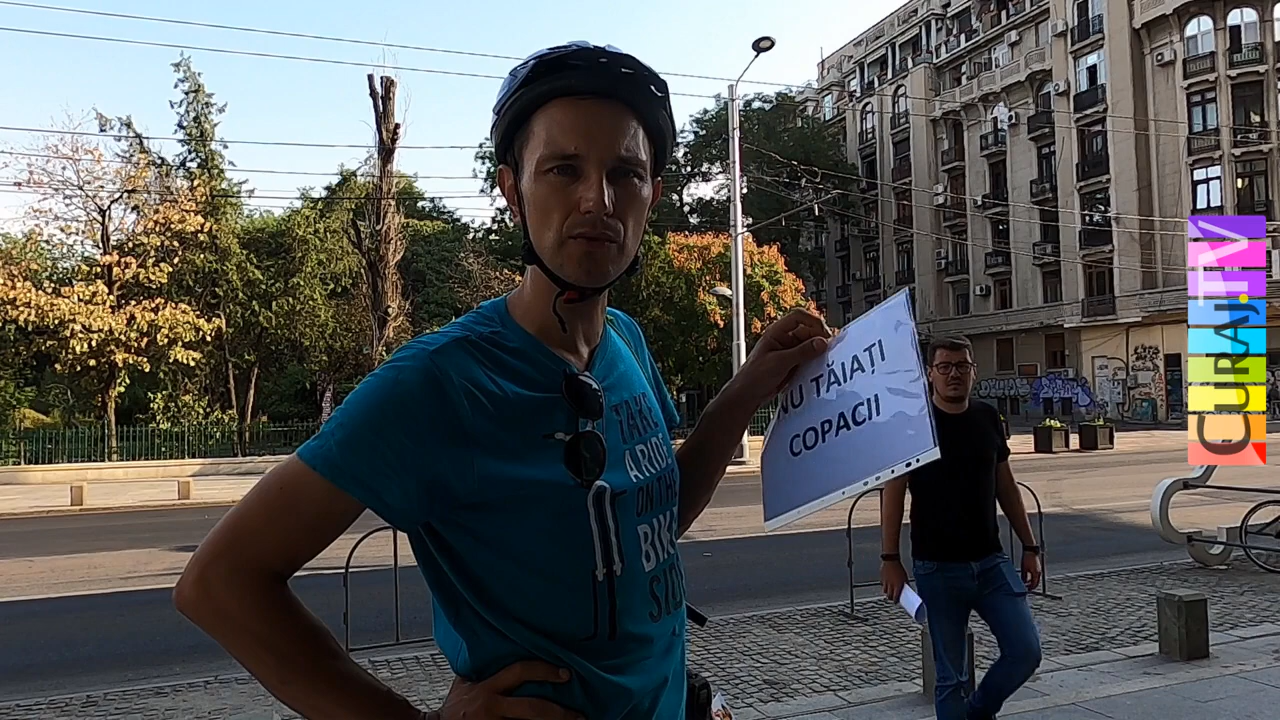 NU TĂIAȚI
COPACII
TAKE
A RIDE
ON THE
BIKE
CURAJ.TV